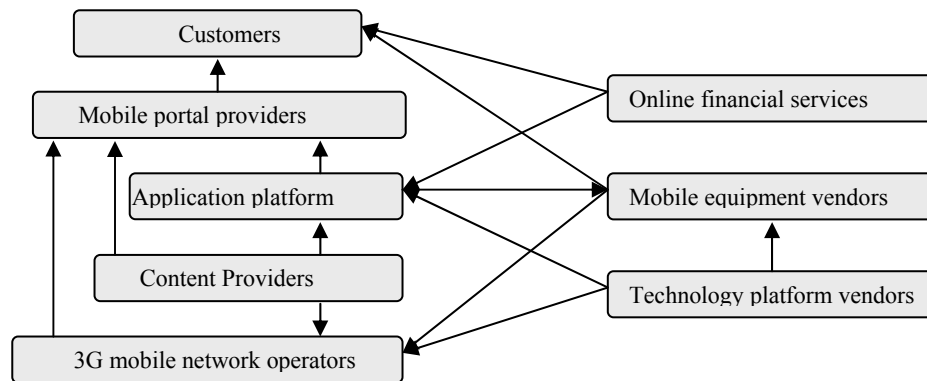 Customers
Mobile portal providers
Application platform
Content Providers
3G mobile network operators
Online financial services
Mobile equipment vendors
Technology platform vendors